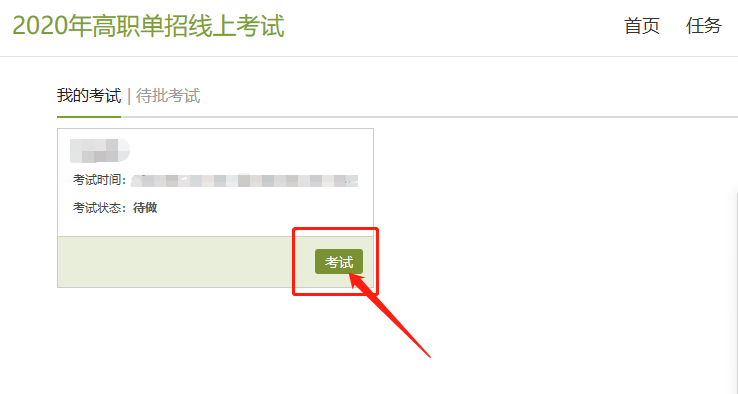 2020年高职单招线上考试 首页 任务
我的考试 | 待批考试
考试时间：
考试状态：待做
考试